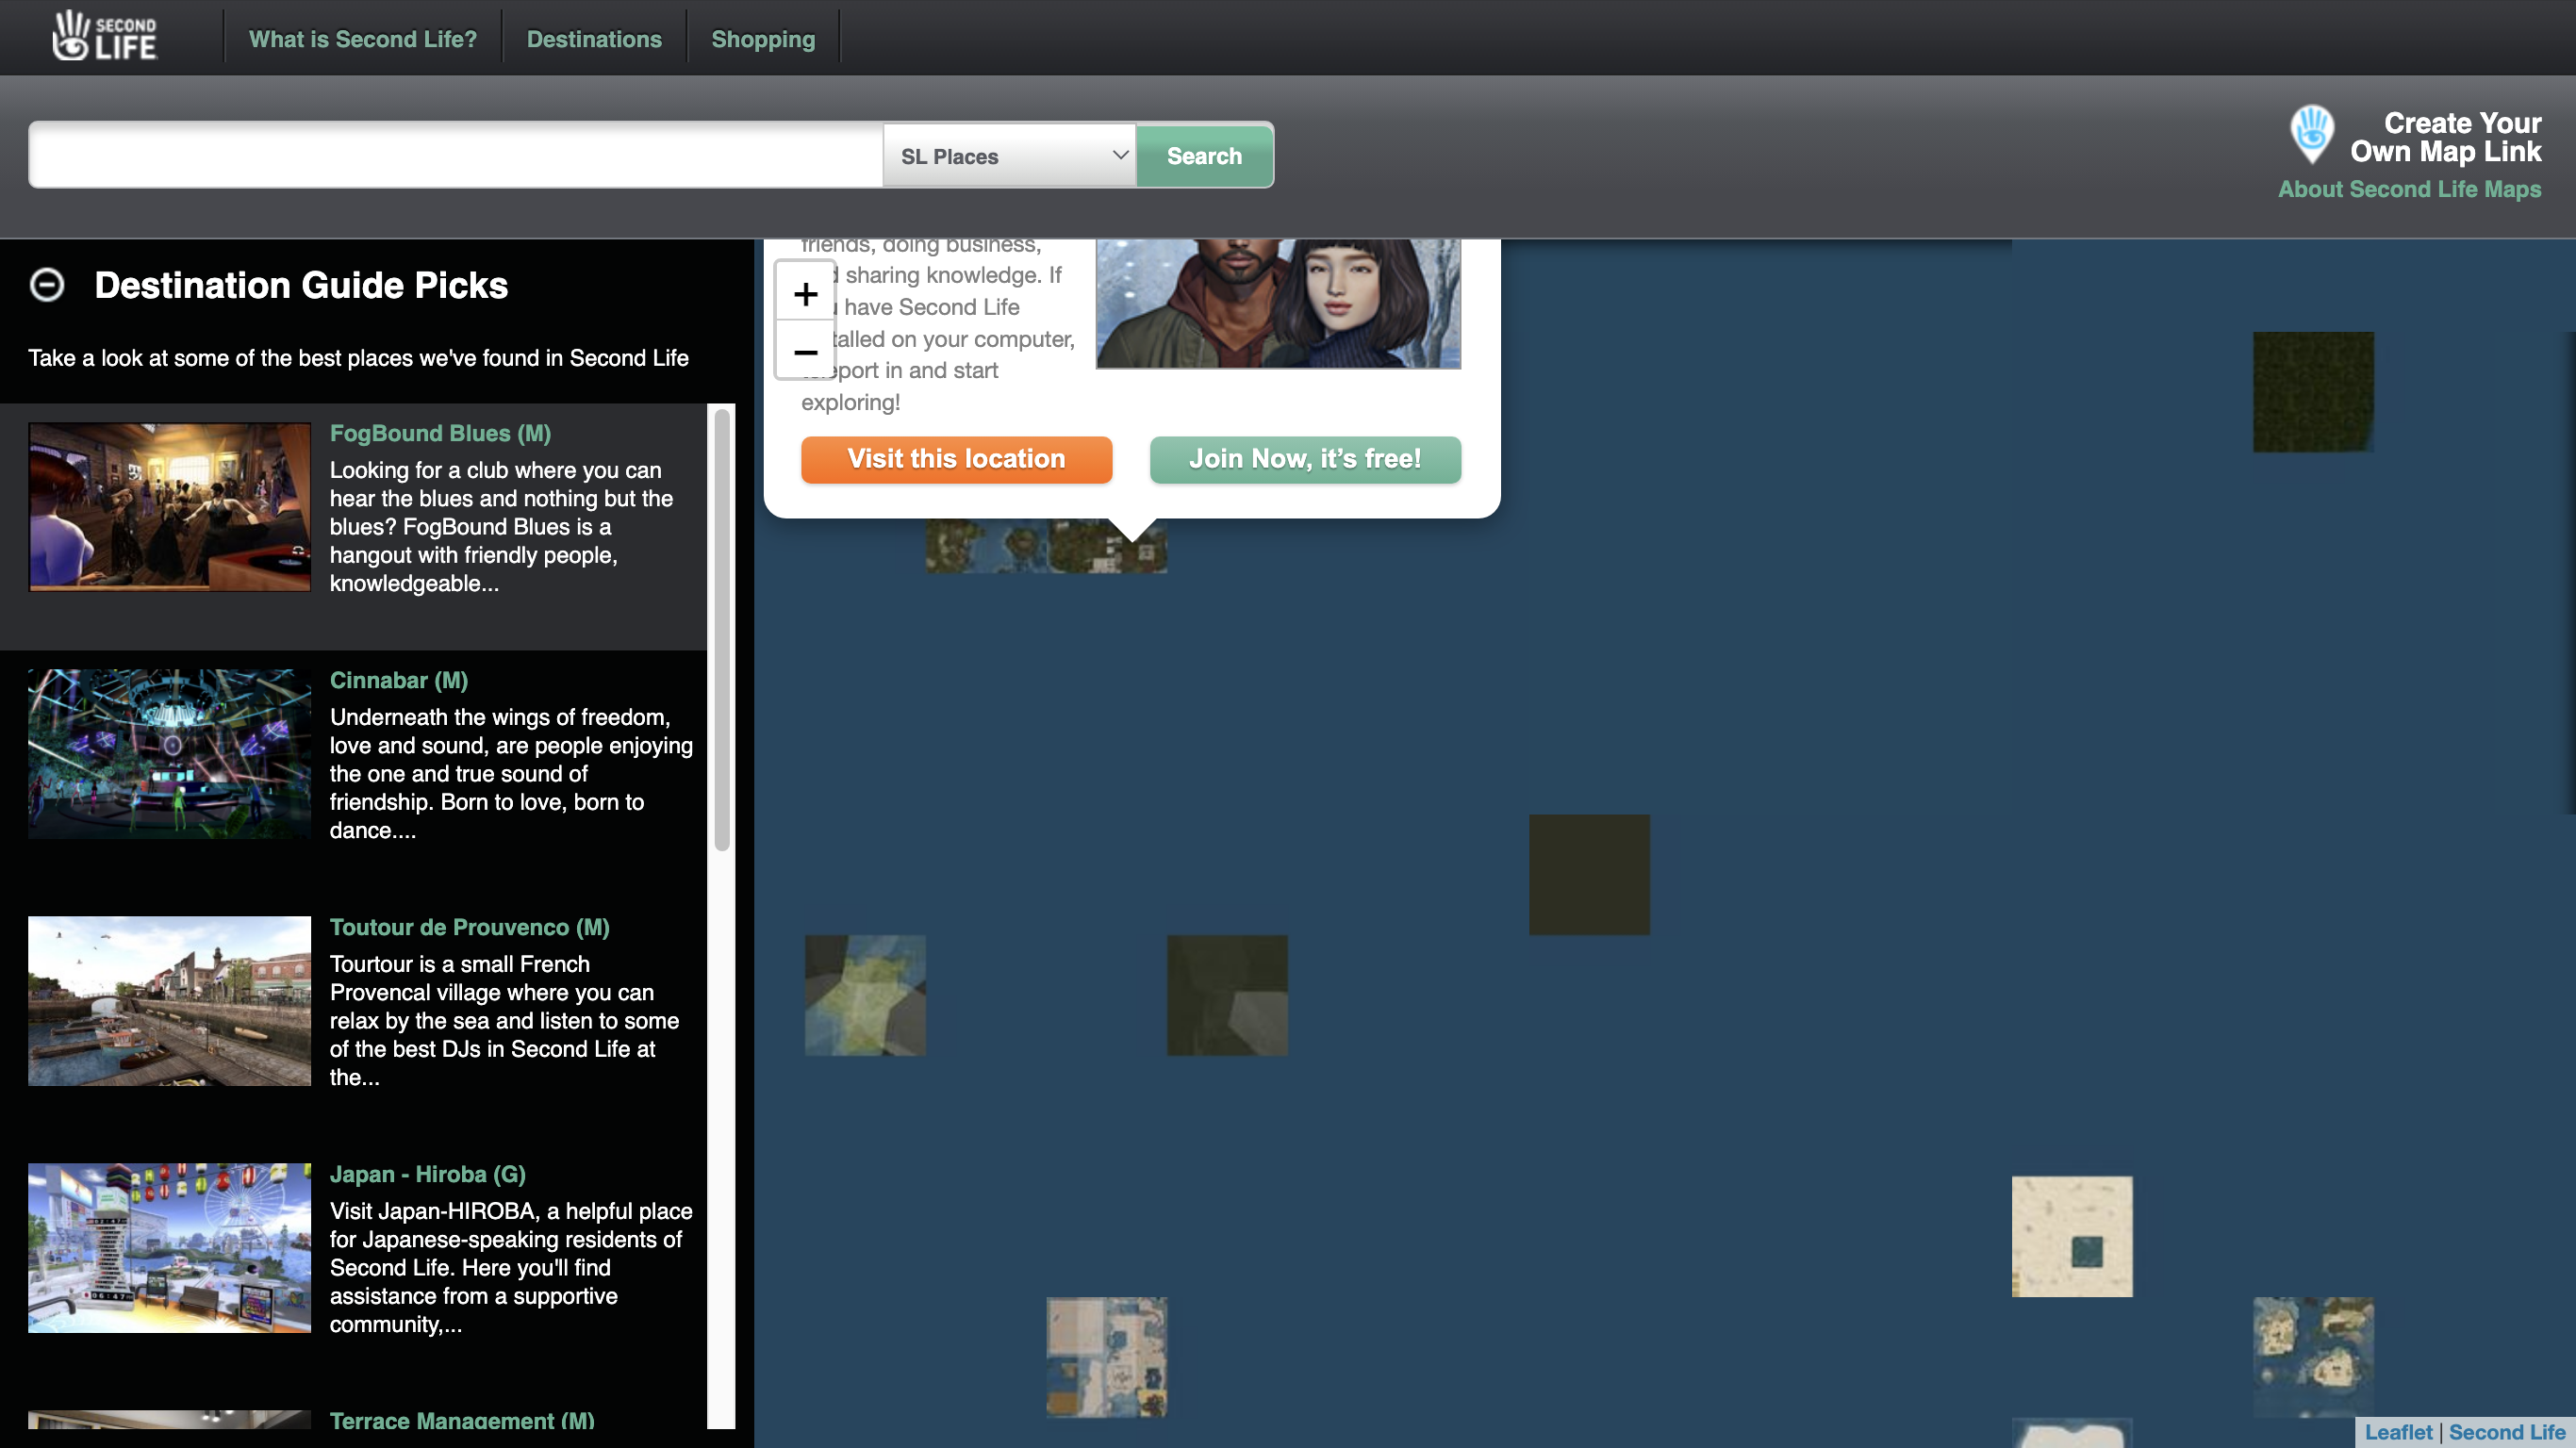 SECOND
LIFE
What is Second Life?
Destinations
Shopping
SL Places
Search
Create Your
Own Map Link
About Second Life Maps
Destination Guide Picks
Take a look at some of the best places we've found in Second Life
FogBound Blues (M)
Looking for a club where you can
hear the blues and nothing but the
blues? FogBound Blues is a
hangout with friendly people,
knowledgeable...
Cinnabar (M)
Underneath the wings of freedom,
love and sound, are people enjoying
the one and true sound of
friendship. Born to love, born to
dance....
Toutour de Prouvenco (M)
Tourtour is a small French
Provencal village where you can
relax by the sea and listen to some
of the best DJs in Second Life at
the...
Japan - Hiroba (G)
Visit Japan-HIROBA, a helpful place
for Japanese-speaking residents of
Second Life. Here you'll find
assistance from a supportive
community,...
Terrace Management (M)
friends, doing business,
sharing knowledge. If
have Second Life
on your computer,
in and start
exploring!
+
−
Visit this location
Join Now, it’s free!
Leaflet | Second Life